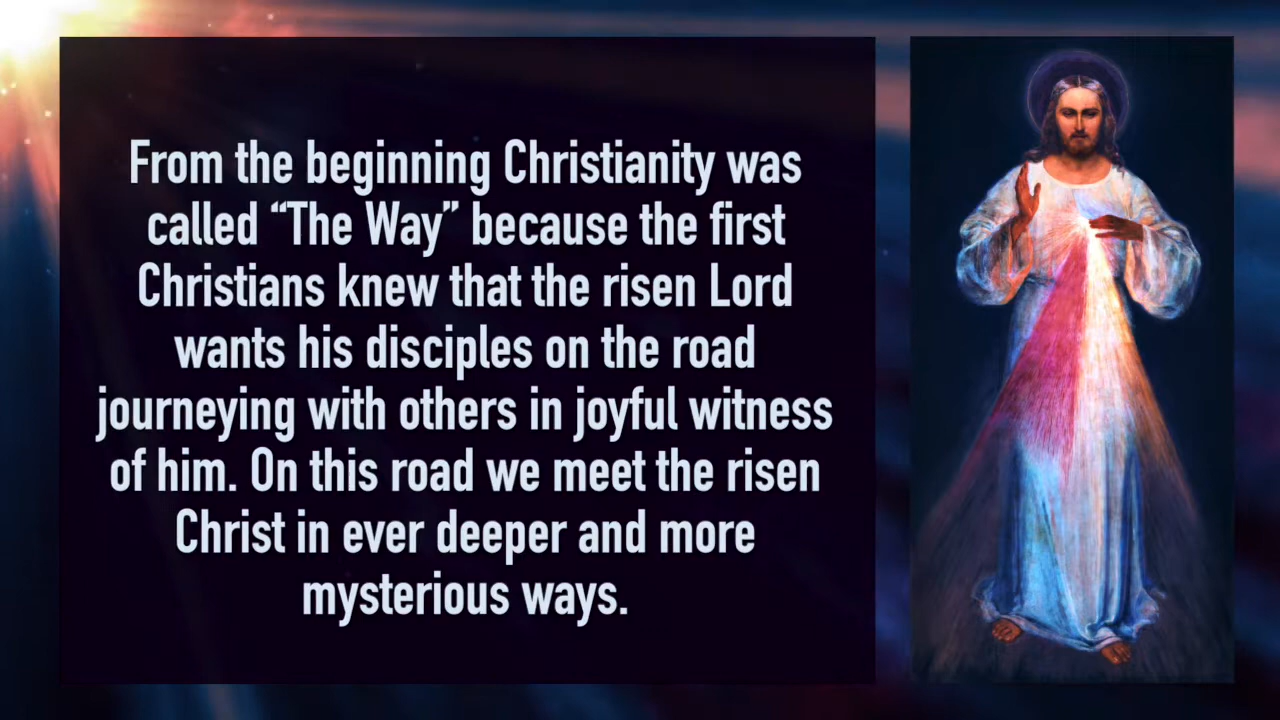 From the beginning Christianity was
called “The Way” because the first
Christians knew that the risen Lord
wants his disciples on the road
journeying with others in joyful witness
of him. On this road we meet the risen
Christ in ever deeper and more
mysterious ways.